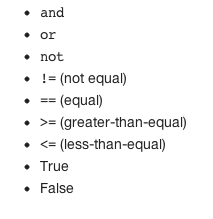 • and
• or
• not
• != (not equal)
• == (equal)
• >= (greater-than-equal)
• <= (less-than-equal)
• True
• False